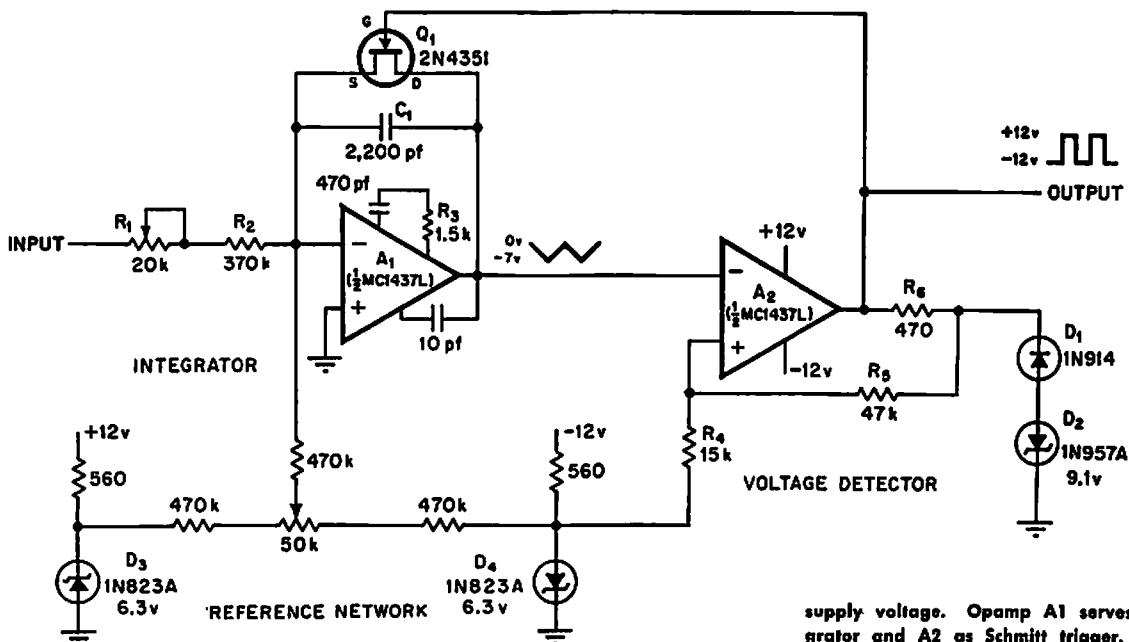 G
Q1
2N4351
S
D
C1
2,200 pf
470 pf
R3
1.5k
+12v
-12v
OUTPUT
R1
R2
INPUT
20k
370k
−
A1
(½MC1437L)
+
0v
-7v
10 pf
INTEGRATOR
+12v
−
A2
(½MC1437L)
+
-12v
R6
470
R5
47k
D1
1N914
D2
1N957A
9.1v
R4
15k
VOLTAGE DETECTOR
+12v
560
470k
-12v
560
470k
50k
470k
D3
1N823A
6.3v
D4
1N823A
6.3v
REFERENCE NETWORK
supply voltage. Opamp A1 serves
grator and A2 as Schmitt trigger.